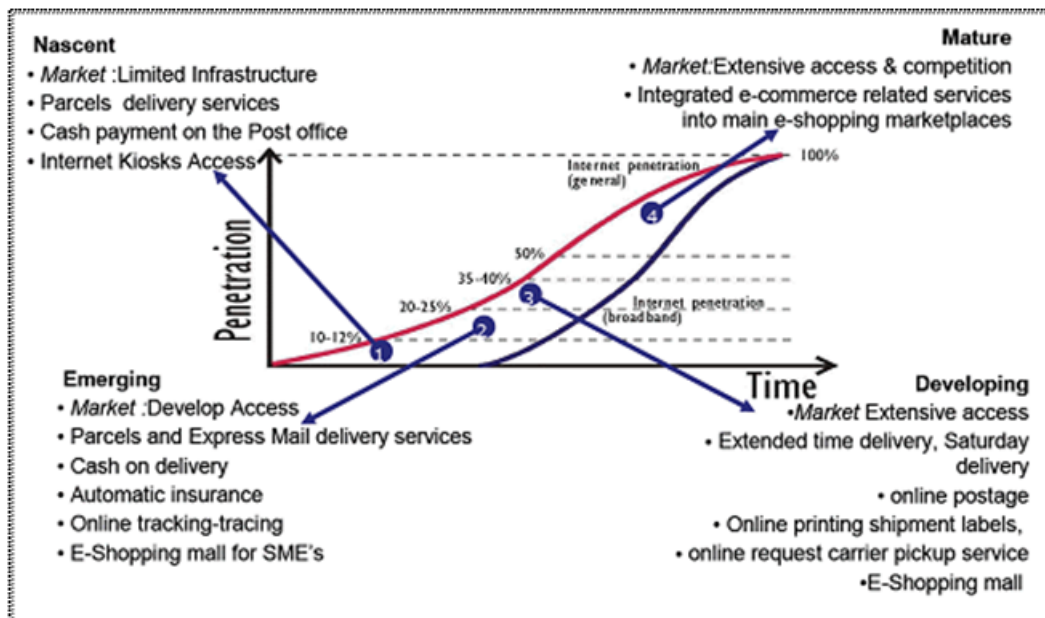 Nascent
• Market :Limited Infrastructure
• Parcels delivery services
• Cash payment on the Post office
• Internet Kiosks Access
Mature
• Market:Extensive access & competition
• Integrated e-commerce related services
into main e-shopping marketplaces
Penetration
100%
Internet penetration
(general)
4
50%
35-40%
3
Internet penetration
(broadband)
20-25%
2
10-12%
1
Time
Emerging
• Market :Develop Access
• Parcels and Express Mail delivery services
• Cash on delivery
• Automatic insurance
• Online tracking-tracing
• E-Shopping mall for SME's
Developing
•Market Extensive access
• Extended time delivery, Saturday
delivery
• online postage
• Online printing shipment labels,
• online request carrier pickup service
•E-Shopping mall